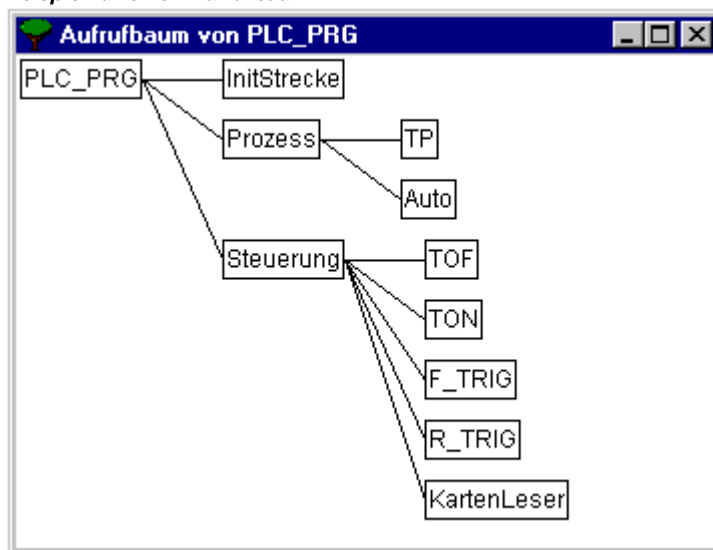 Aufrufbaum von PLC_PRG
PLC_PRG
InitStrecke
Prozess
TP
Auto
Steuerung
TOF
TON
F_TRIG
R_TRIG
KartenLeser